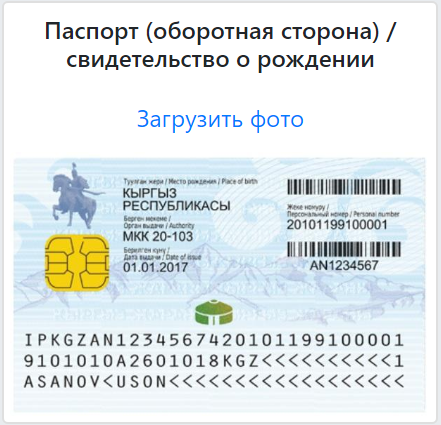 Паспорт (оборотная сторона) /
свидетельство о рождении
Загрузить фото
Туулган жери / Место рождения / Place of birth
КЫРГЫЗ
РЕСПУБЛИКАСЫ
Берген мекеме /
Орган выдачи / Authority
МКК 20-103
Берилген күнү /
Дата выдачи / Date of issue
01.01.2017
Жеке номуру /
Персональный номер / Personal number
20101199100001
AN1234567
IPKGZAN1234567420101199100001
9101010A2601018KGZ<<<<<<<<<<<1
ASANOV<USON<<<<<<<<<<<<<<<<<<<